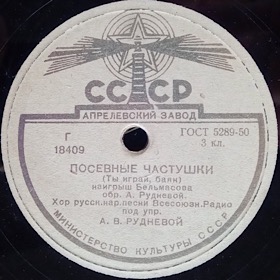 СССР
АПРЕЛЕВСКИЙ ЗАВОД
Г
18409
ГОСТ 5289-50
3 кл.
ПОСЕВНЫЕ ЧАСТУШКИ
(Ты играй, баян)
наигрыш Бельмасова
обр. А. Рудневой.
Хор русск.нар.песни Всесоюзн.Радио
под упр.
А. В. РУДНЕВОЙ
МИНИСТЕРСТВО КУЛЬТУРЫ СССР